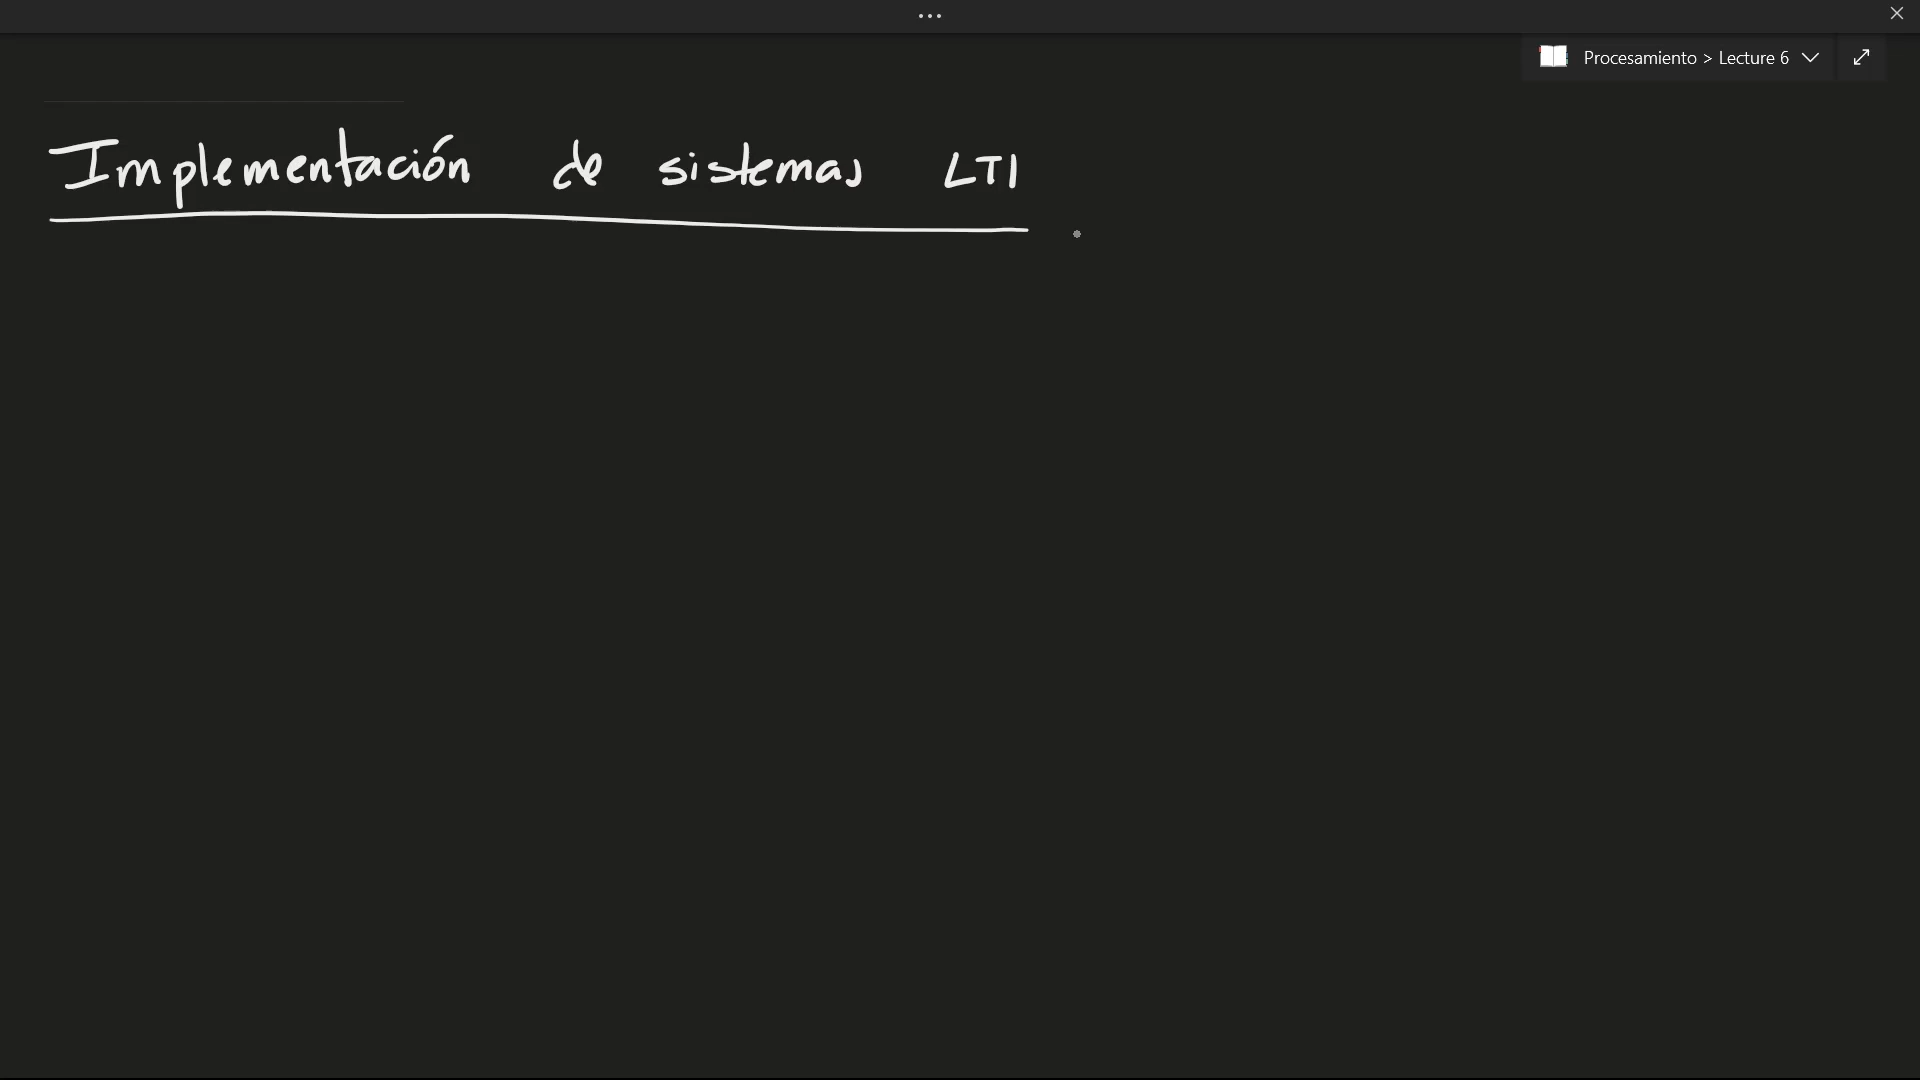 Procesamiento > Lecture 6
Implementación de sistemas LTI